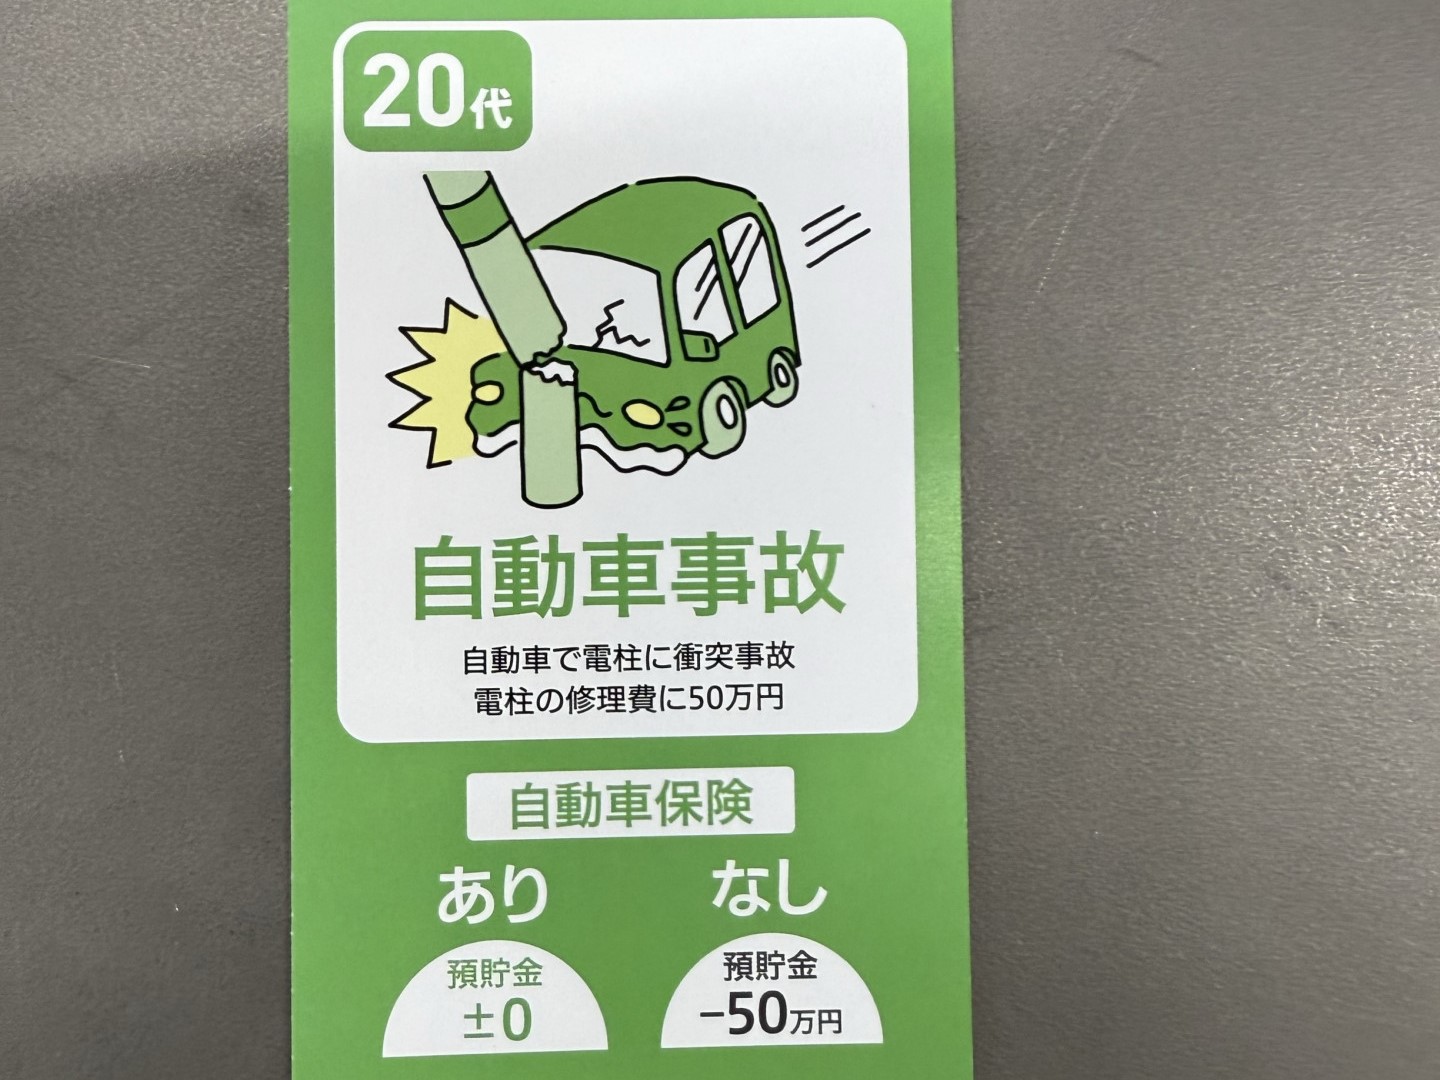 20代
自動車事故
自動車で電柱に衝突事故
電柱の修理費に50万円
自動車保険
あり なし
預貯金 預貯金
±0 −50万円